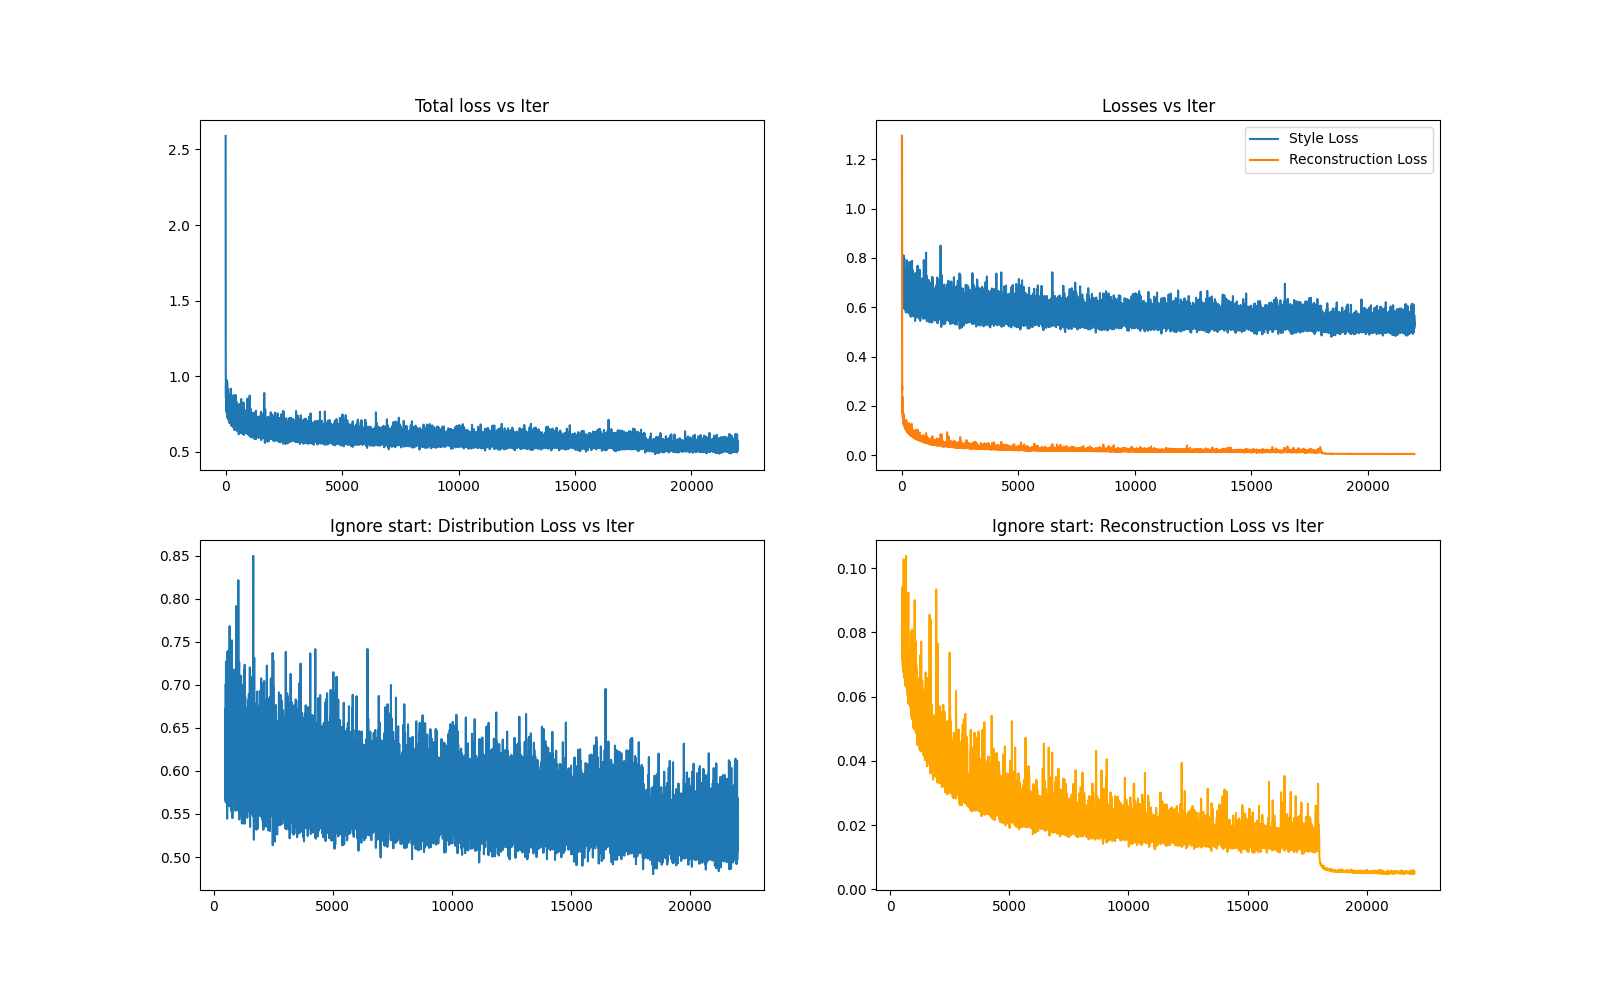 Total loss vs Iter
2.5
2.0
1.5
1.0
0.5
0 5000 10000 15000 20000
Losses vs Iter
Style Loss
Reconstruction Loss
1.2
1.0
0.8
0.6
0.4
0.2
0.0
0 5000 10000 15000 20000
Ignore start: Distribution Loss vs Iter
0.85
0.80
0.75
0.70
0.65
0.60
0.55
0.50
0 5000 10000 15000 20000
Ignore start: Reconstruction Loss vs Iter
0.10
0.08
0.06
0.04
0.02
0.00
0 5000 10000 15000 20000